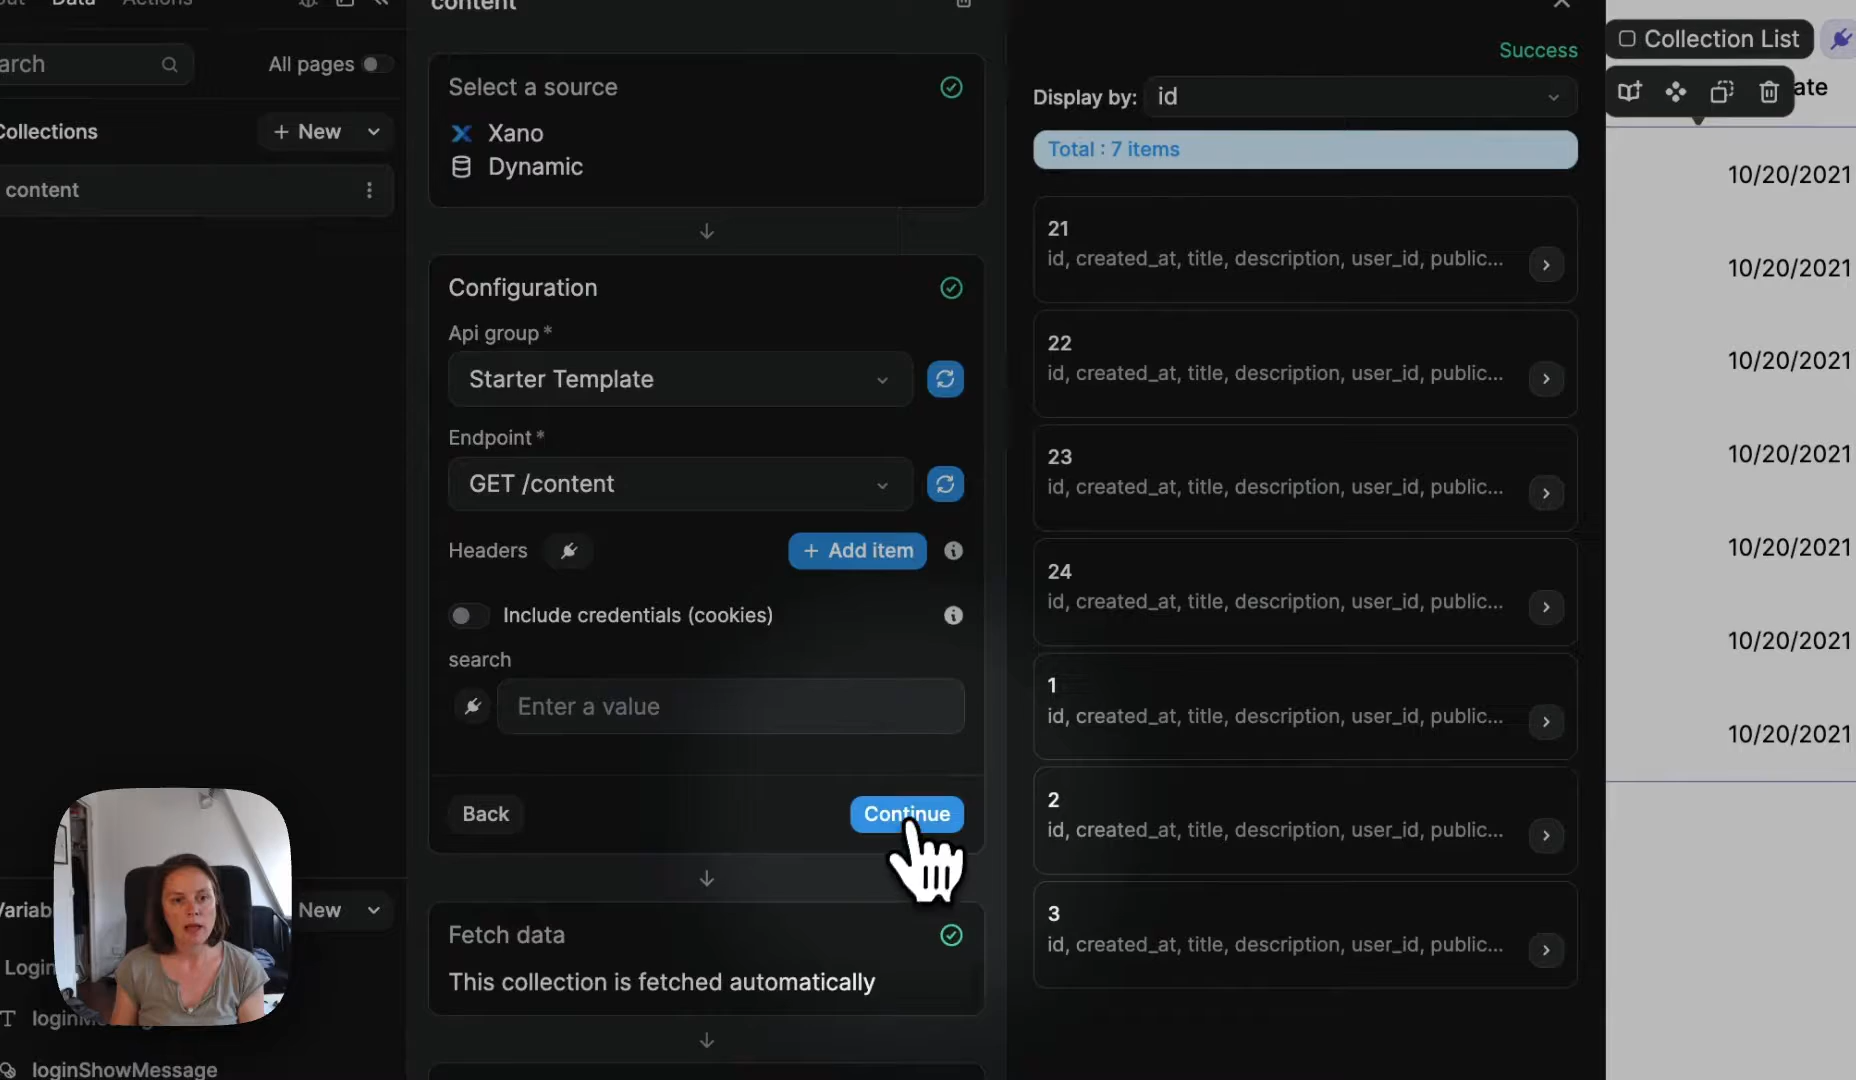 Data
Actions
content
Success
Collection List
All pages
Select a source
Display by:
id
Collections
+ New
Xano
Total : 7 items
Dynamic
10/20/2021
content
21
id, created_at, title, description, user_id, public...
10/20/2021
Configuration
Api group *
22
id, created_at, title, description, user_id, public...
10/20/2021
Starter Template
Endpoint *
23
id, created_at, title, description, user_id, public...
10/20/2021
GET /content
Headers
+ Add item
24
id, created_at, title, description, user_id, public...
10/20/2021
Include credentials (cookies)
search
1
id, created_at, title, description, user_id, public...
10/20/2021
Enter a value
10/20/2021
2
id, created_at, title, description, user_id, public...
Back
Continue
3
id, created_at, title, description, user_id, public...
New
Fetch data
This collection is fetched automatically
loginShowMessage